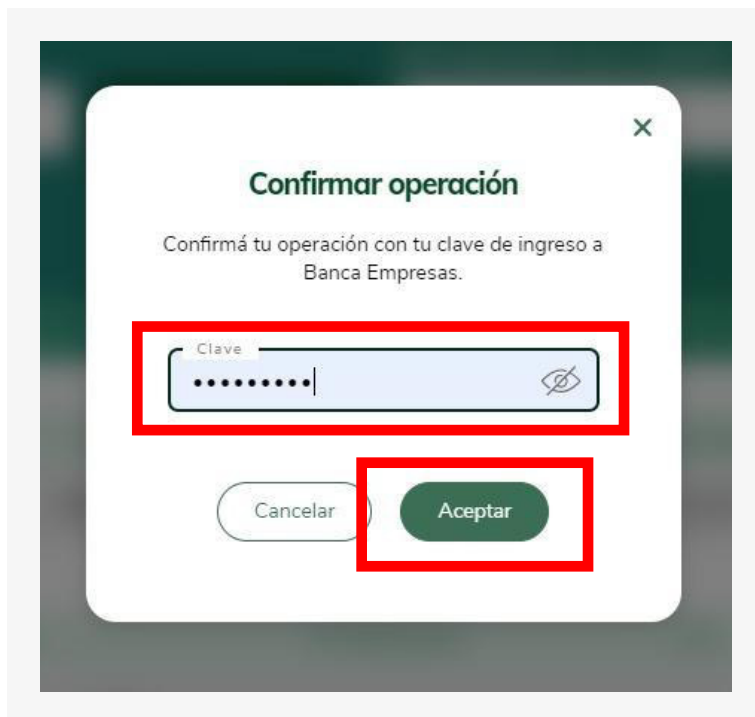 Confirmar operación
Confirmá tu operación con tu clave de ingreso a
Banca Empresas.
Clave
•••••••••
Cancelar
Aceptar